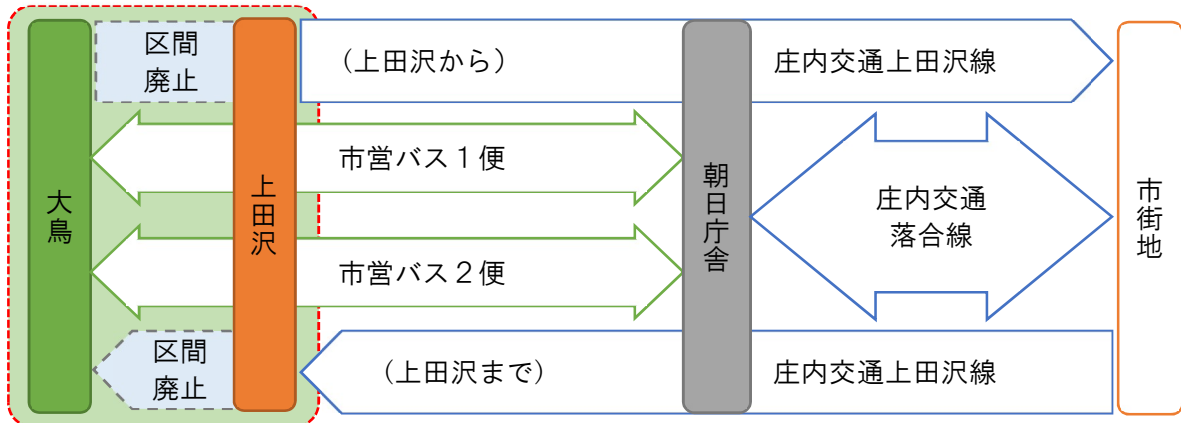 区間
廃止
(上田沢から)
庄内交通上田沢線
大鳥
上田沢
市営バス１便
朝日庁舎
庄内交通
落合線
市街地
市営バス２便
区間
廃止
(上田沢まで)
庄内交通上田沢線